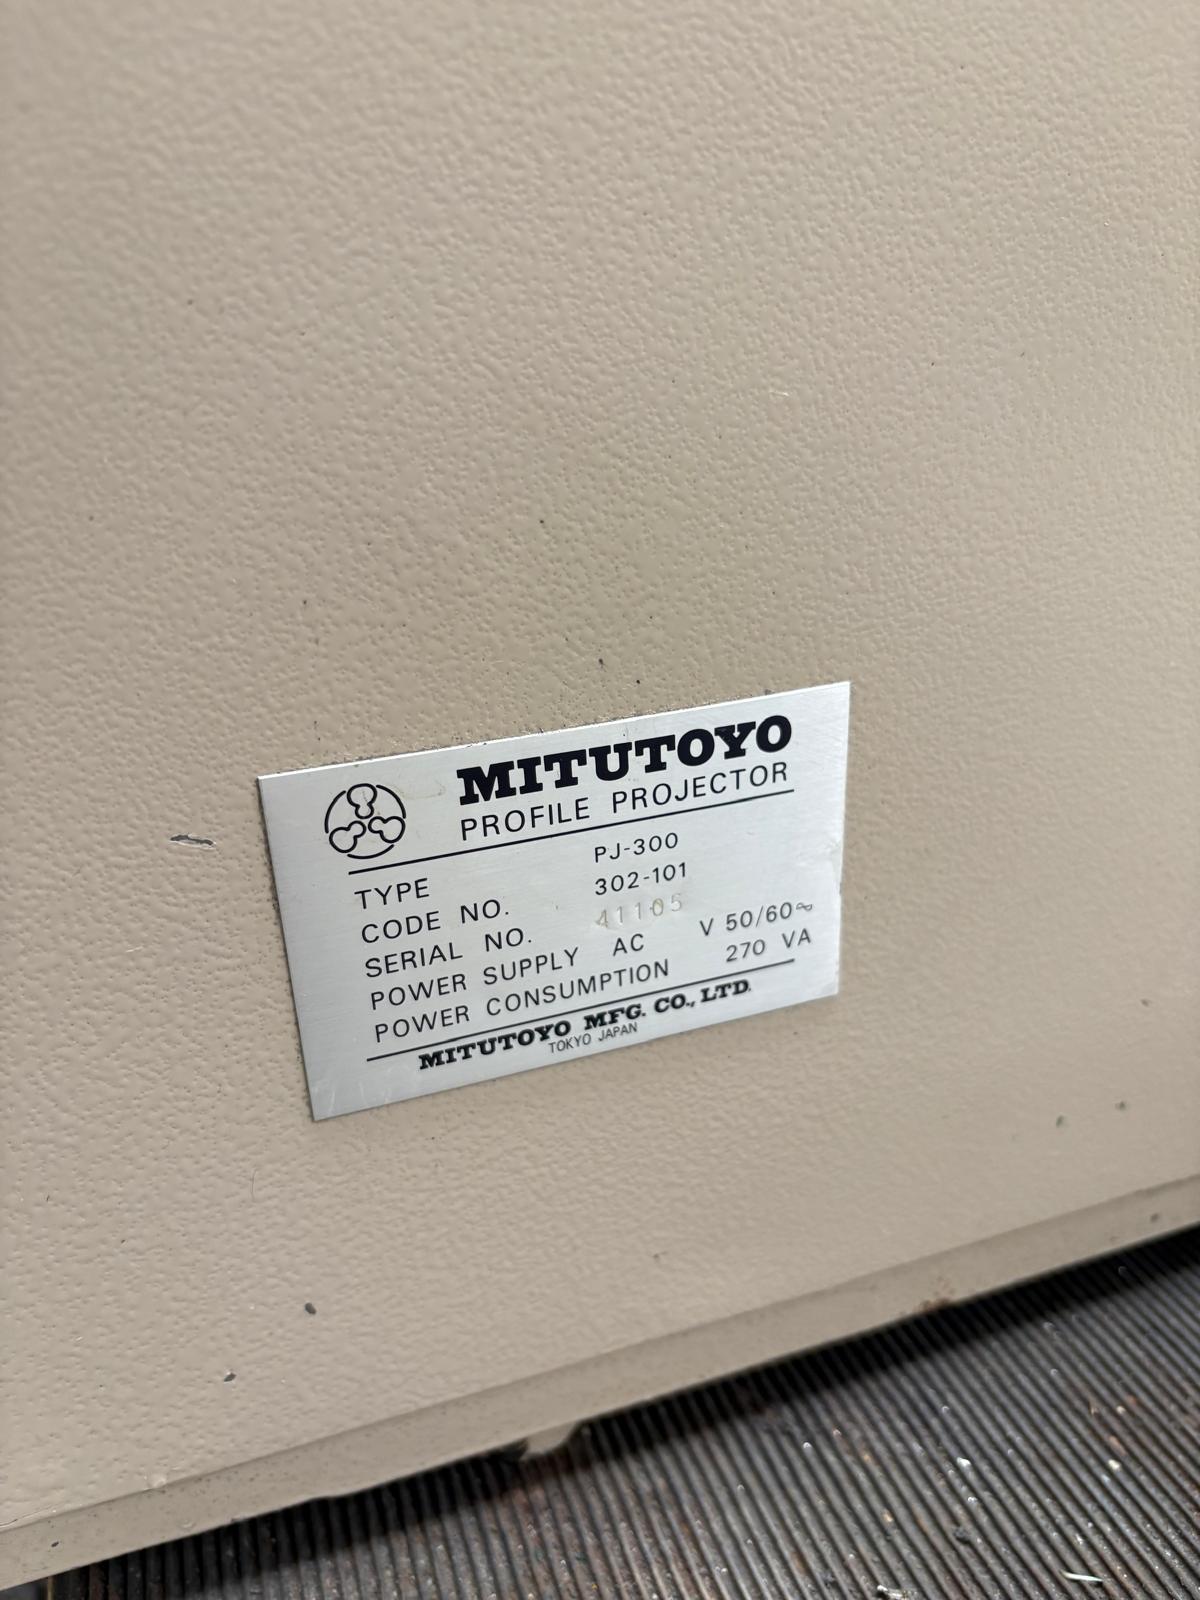 MITUTOYO
PROFILE PROJECTOR
TYPE PJ-300
CODE NO. 302-101
SERIAL NO. 41105
POWER SUPPLY AC V 50/60~
POWER CONSUMPTION 270 VA
MITUTOYO MFG. CO., LTD.
TOKYO JAPAN